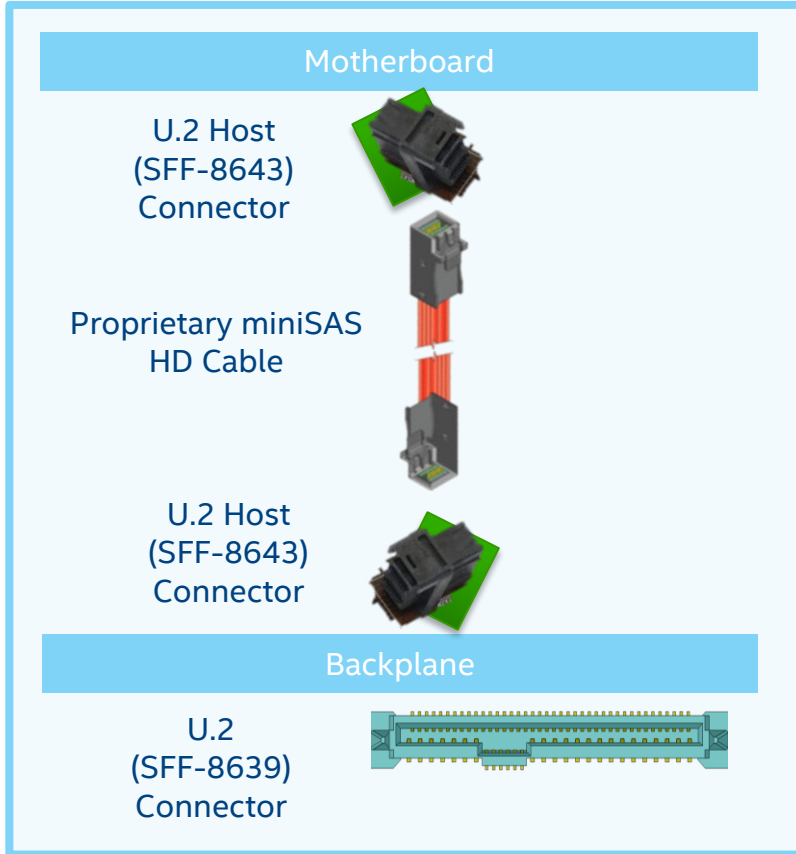 Motherboard
U.2 Host
(SFF-8643)
Connector
Proprietary miniSAS
HD Cable
U.2 Host
(SFF-8643)
Connector
Backplane
U.2
(SFF-8639)
Connector